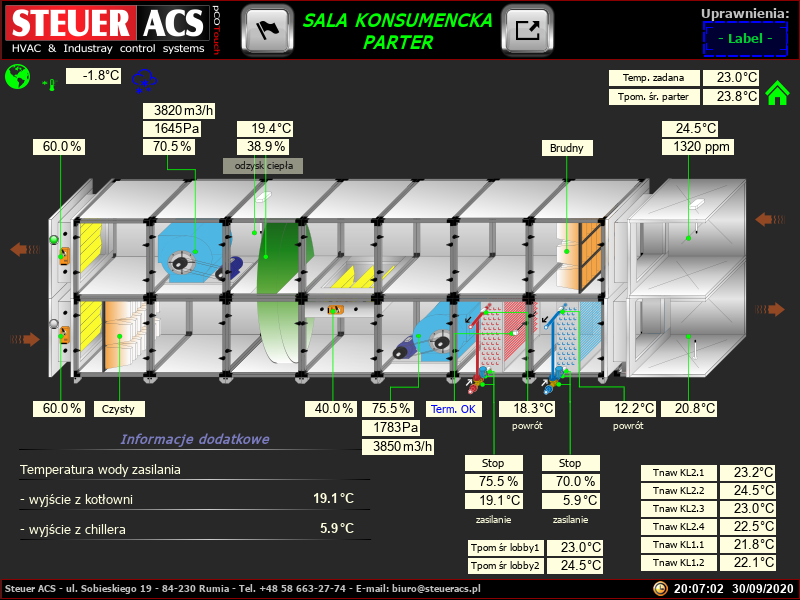 STEUER ACS
pCOTouch
HVAC & Industray control systems
SALA KONSUMENCKA
PARTER
Uprawnienia:
- Label -
-1.8°C
Temp. zadana 23.0°C
Tpom. śr. parter 23.8°C
3820 m3/h
1645Pa
70.5 %
60.0 %
19.4°C
38.9 %
odzysk ciepła
Brudny
24.5°C
1320 ppm
60.0 %
Czysty
40.0 %
75.5 %
1783Pa
3850 m3/h
Term. OK
18.3°C
powrót
12.2°C
powrót
20.8°C
Informacje dodatkowe
Temperatura wody zasilania
- wyjście z kotłowni 19.1°C
- wyjście z chillera 5.9°C
Stop
75.5 %
19.1°C
zasilanie
Stop
70.0 %
5.9°C
zasilanie
Tpom śr lobby1 23.0°C
Tpom śr lobby2 24.5°C
Tnaw KL2.1 23.2°C
Tnaw KL2.2 24.5°C
Tnaw KL2.3 23.0°C
Tnaw KL2.4 22.5°C
Tnaw KL1.1 21.8°C
Tnaw KL1.2 22.1°C
Steuer ACS - ul. Sobieskiego 19 - 84-230 Rumia - Tel. +48 58 663-27-74 - E-mail: biuro@steueracs.pl
20:07:02 30/09/2020